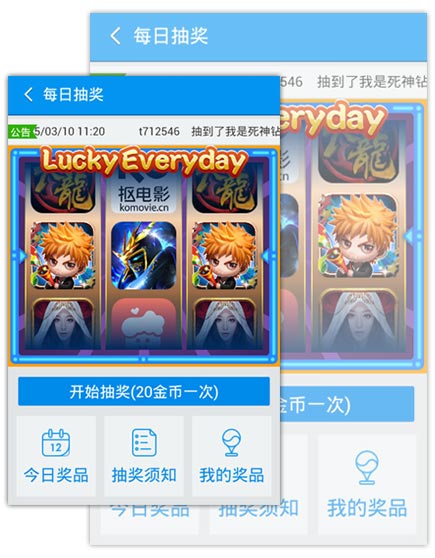 每日抽奖
546
抽到了我是死神钻
每日抽奖
公告
5/03/10 11:20
t712546
抽到了我是死神钻
Lucky Everyday
eryday
龍
龍
龍
抠电影
komovie.cn
开始抽奖(20金币一次)
金币一次)
12
今日奖品
抽奖须知
我的奖品
今日奖品
抽奖须知
我的奖品